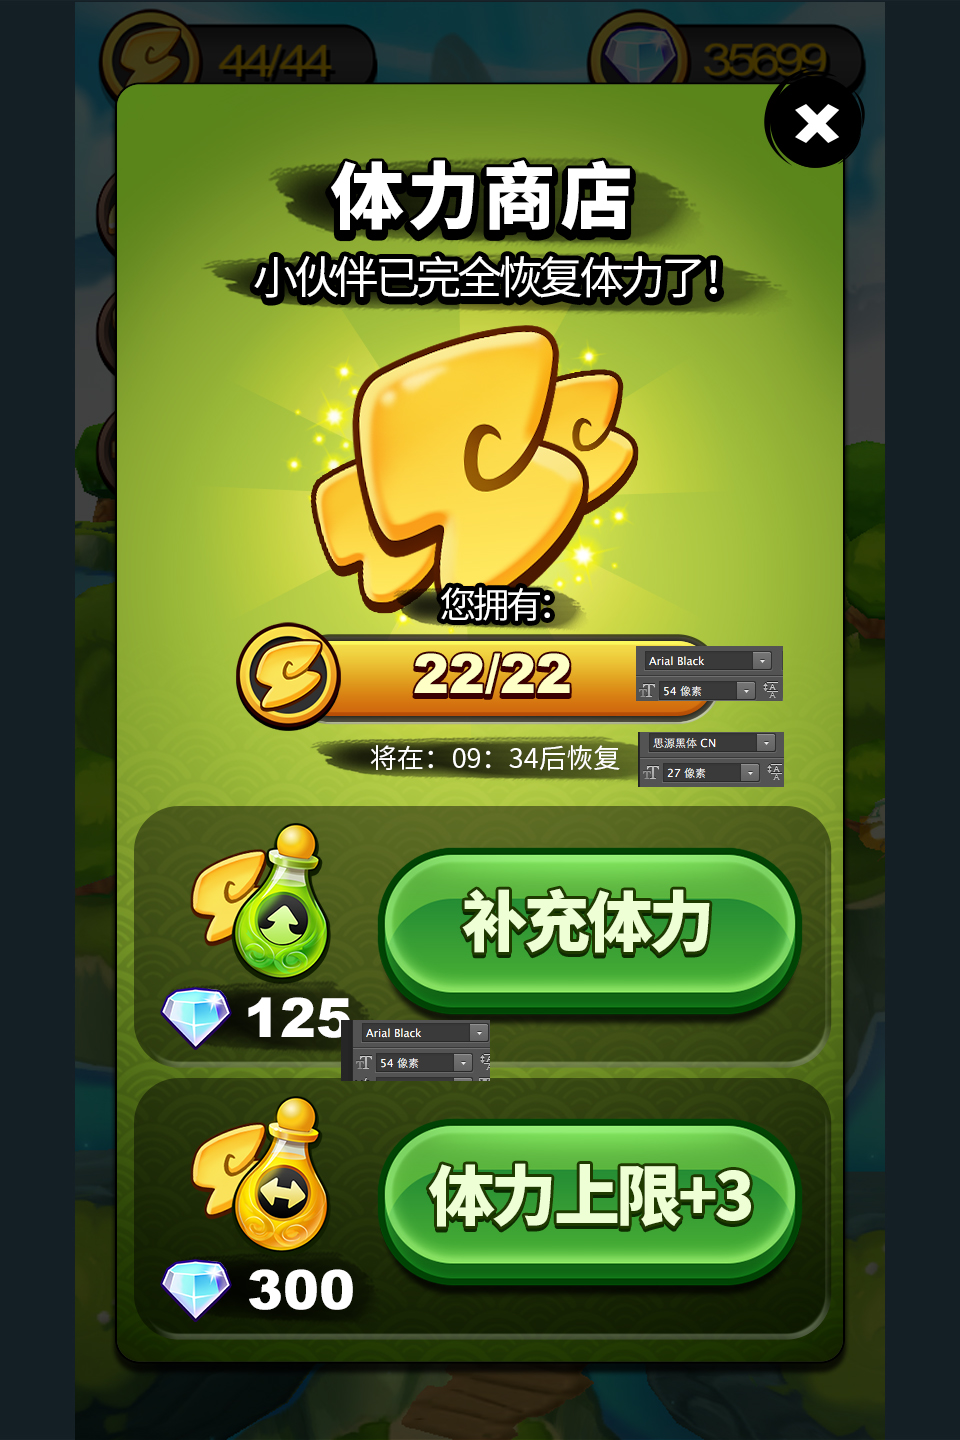 44/44
35699
体力商店
小伙伴已完全恢复体力了！
您拥有：
22/22
Arial Black
54 像素
将在：09：34后恢复
思源黑体 CN
27 像素
补充体力
125
Arial Black
54 像素
体力上限+3
300